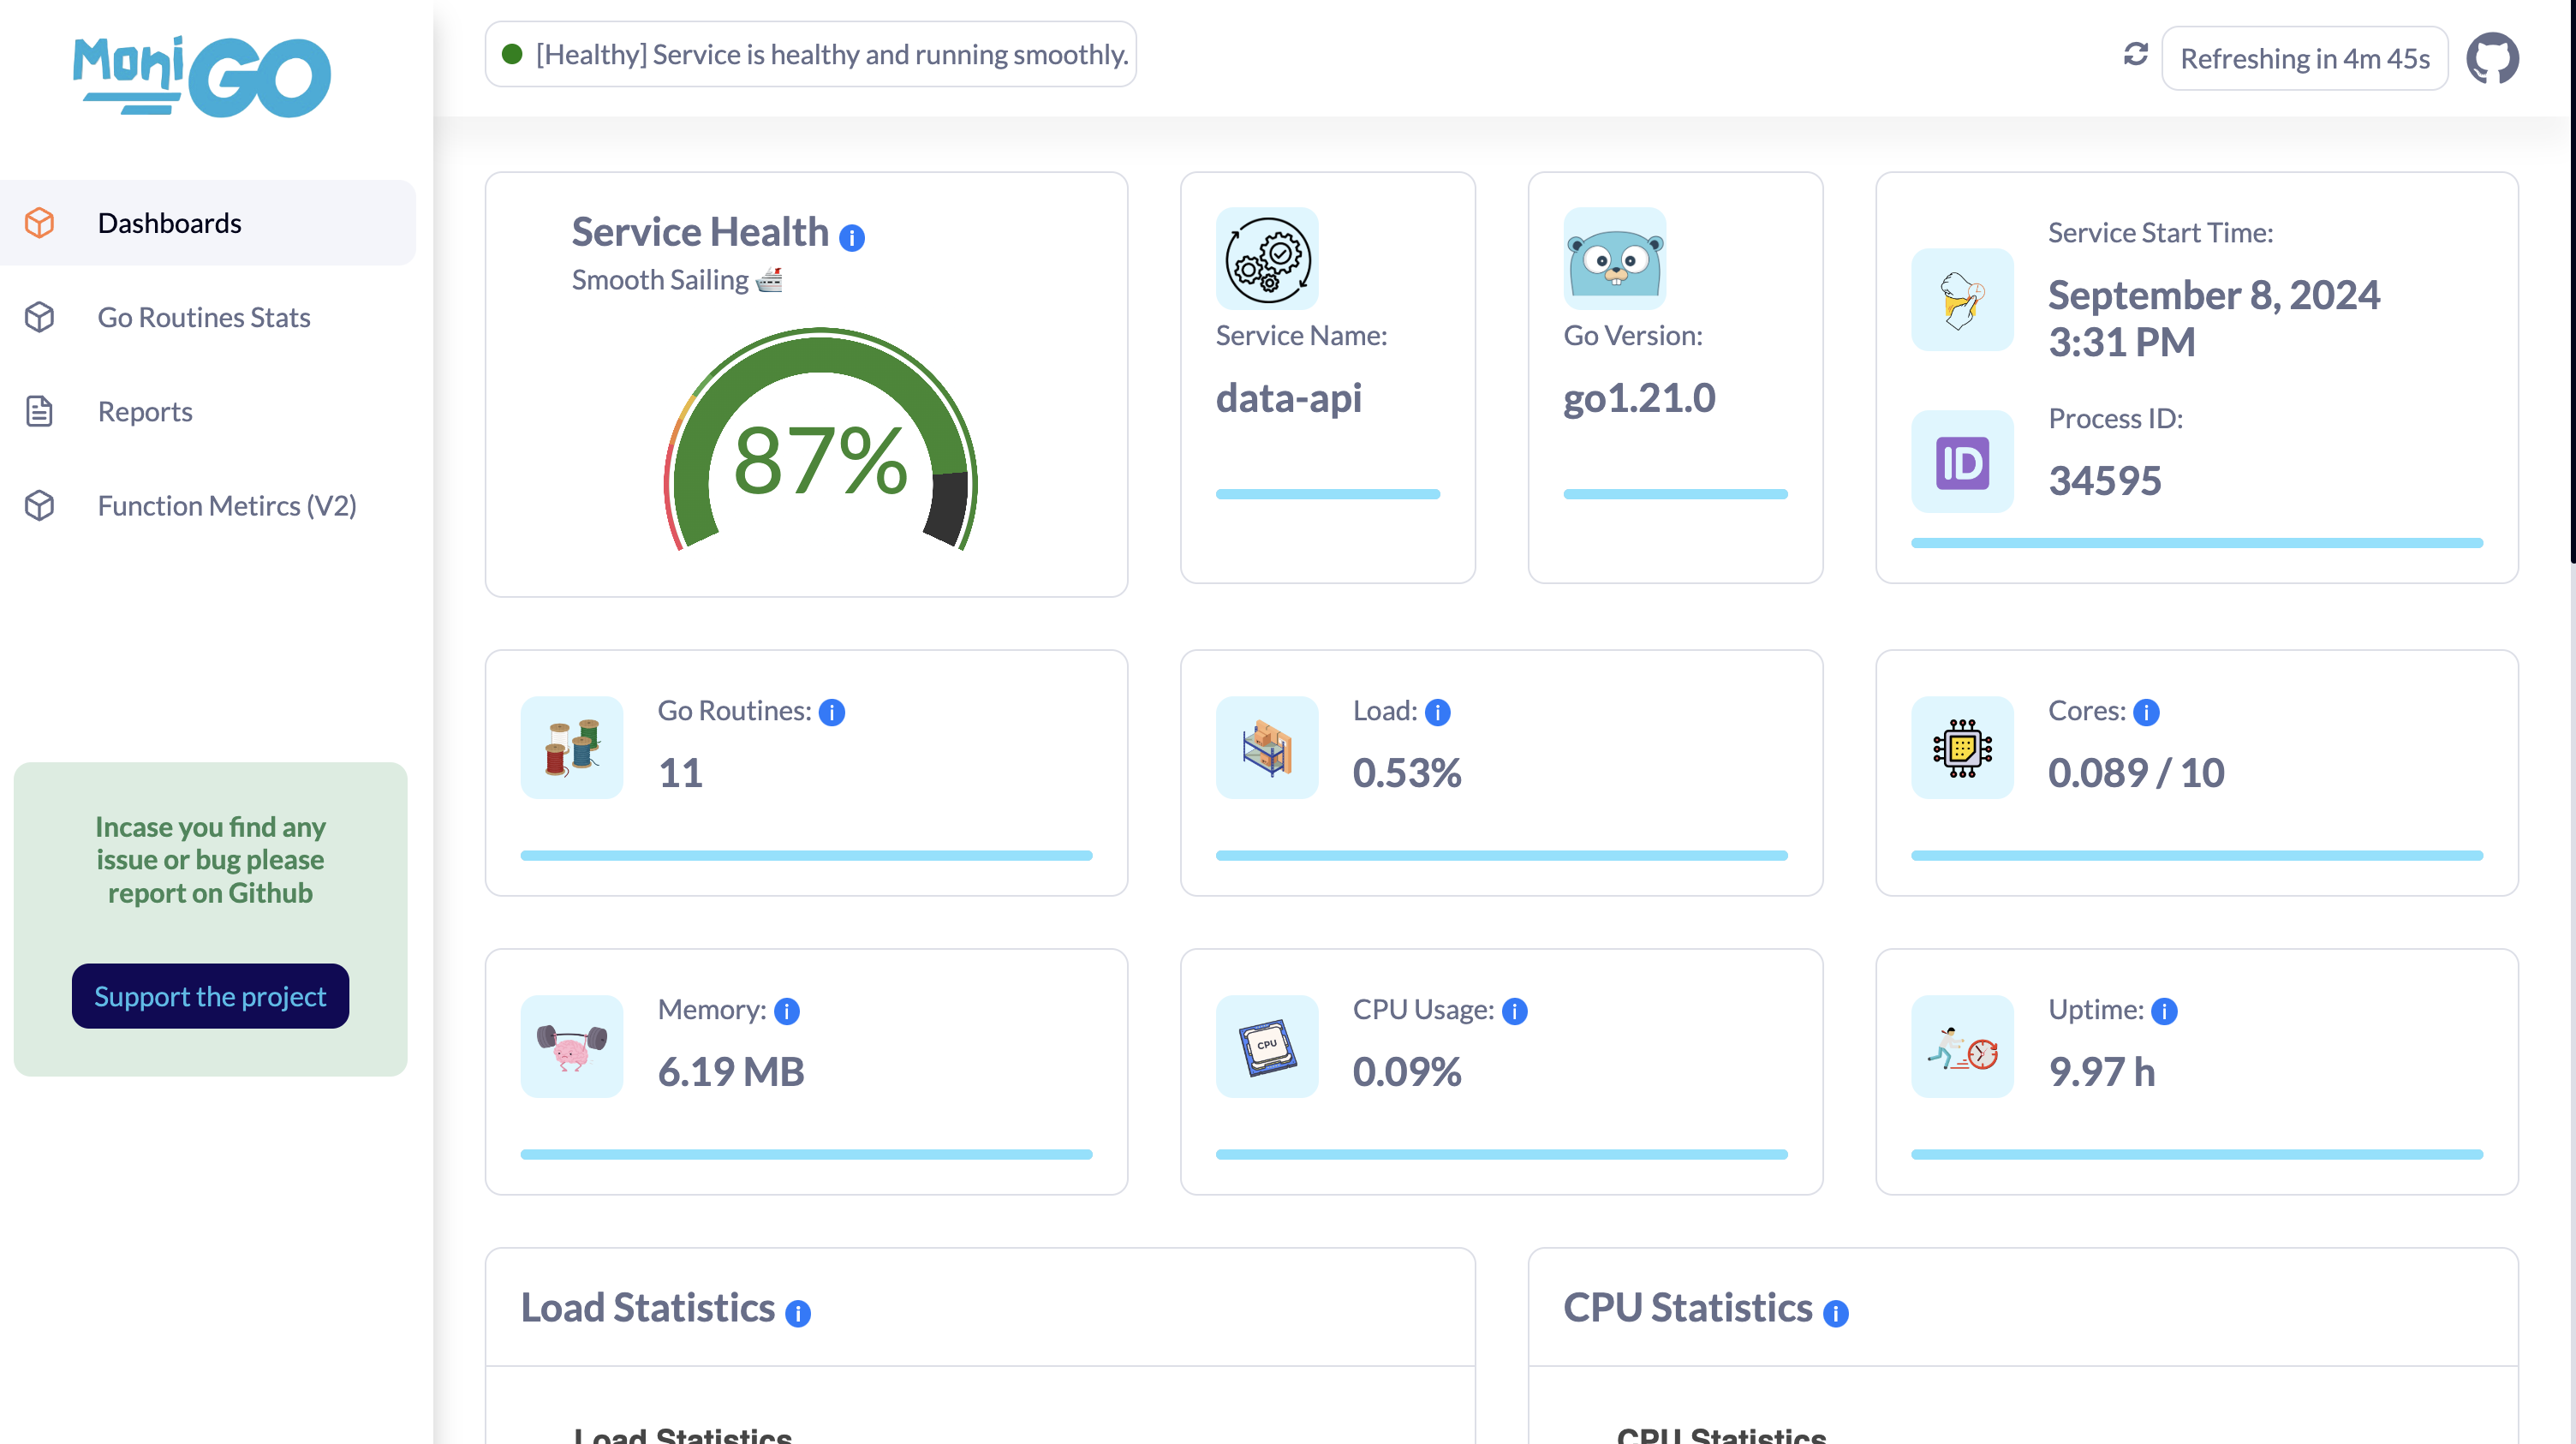 Moni GO
[Healthy] Service is healthy and running smoothly.
Refreshing in 4m 45s
Dashboards
Go Routines Stats
Reports
Function Metircs (V2)
Incase you find any
issue or bug please
report on Github
Support the project
Service Health
Smooth Sailing
87%
Service Name:
data-api
Go Version:
go1.21.0
Service Start Time:
September 8, 2024
3:31 PM
ID
Process ID:
34595
Go Routines:
11
Load:
0.53%
Cores:
0.089 / 10
Memory:
6.19 MB
CPU
CPU Usage:
0.09%
Uptime:
9.97 h
Load Statistics
CPU Statistics
Load Statistics
CPU Statistics